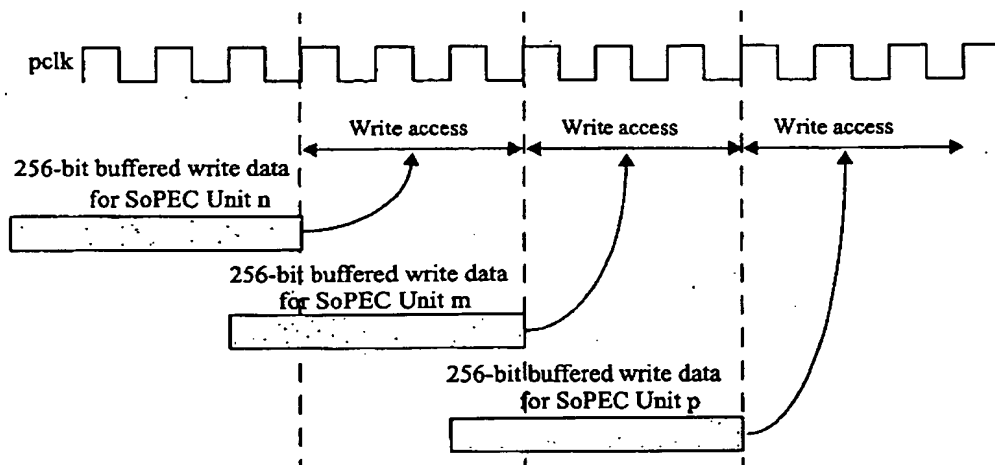 pclk
Write access
Write access
Write access
256-bit buffered write data
for SoPEC Unit n
256-bit buffered write data
for SoPEC Unit m
256-bit buffered write data
for SoPEC Unit p